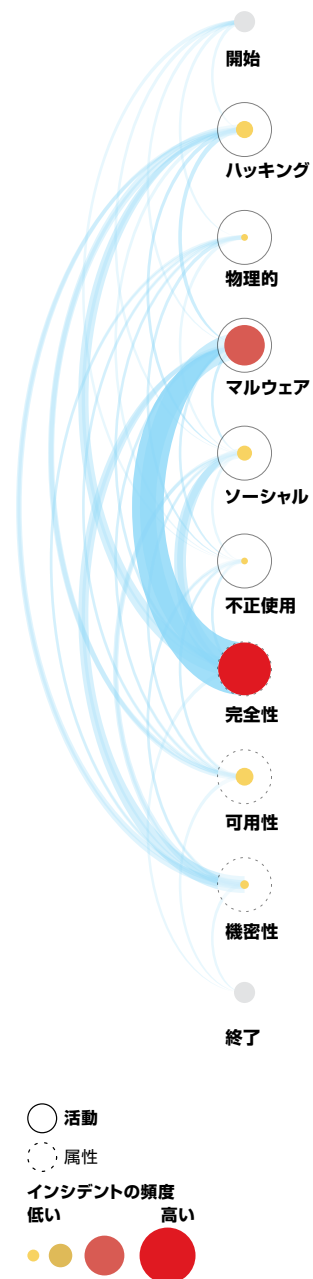 開始
ハッキング
物理的
マルウェア
ソーシャル
不正使用
完全性
可用性
機密性
終了
活動
属性
インシデントの頻度
低い 高い